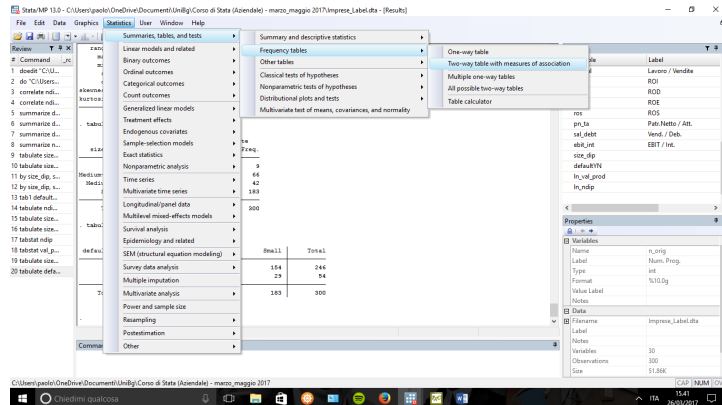 Stata/MP 13.0 - C:\Users\paolo\OneDrive\Documenti\UniBg\Corso di Stata (Aziendale) - marzo_maggio 2017\Imprese_Label.dta - [Results]
File Edit Data Graphics Statistics User Window Help
Review
# Command _rc
1 doedit "C:\U...
2 do "C:\Users...
3 correlate ndi...
4 correlate ndi...
5 summarize d...
6 summarize d...
7 summarize d...
8 summarize n...
9 tabulate size...
10 tabulate size...
11 by size_dip, s...
12 by size_dip, s...
13 tab1 default...
14 tabulate ndi...
15 tabulate size...
16 tabulate size...
17 tabstat ndip
18 tabstat val_p...
19 tabulate size...
20 tabulate defa...
skewnes
kurtosi
. tabu
size
Freq.
9
Medium-
66
42
183
300
. tabu
defau
Small Total
154 246
29 54
183 300
Summaries, tables, and tests
Linear models and related
Binary outcomes
Ordinal outcomes
Categorical outcomes
Count outcomes
Generalized linear models
Treatment effects
Endogenous covariates
Sample-selection models
Exact statistics
Nonparametric analysis
Time series
Multivariate time series
Longitudinal/panel data
Multilevel mixed-effects models
Survival analysis
Epidemiology and related
SEM (structural equation modeling)
Survey data analysis
Multiple imputation
Multivariate analysis
Power and sample size
Resampling
Postestimation
Other
Summary and descriptive statistics
Frequency tables
Other tables
Classical tests of hypotheses
Nonparametric tests of hypotheses
Distributional plots and tests
Multivariate test of means, covariances, and normality
One-way table
Two-way table with measures of association
Multiple one-way tables
All possible two-way tables
Table calculator
Label
Lavoro / Vendite
ROI
ROD
ROE
ros ROS
pn_ta Patr.Netto / Att.
sal_debt Vend. / Deb.
ebit_int EBIT / Int.
size_dip
defaultYN
ln_val_prod
ln_ndip
Properties
Variables
Name n_orig
Label Num. Prog.
Type int
Format %10.0g
Value Label
Notes
Data
Filename Imprese_Label.dta
Label
Notes
Variables 30
Observations 300
Size 51.86K
Comma
C:\Users\paolo\OneDrive\Documenti\UniBg\Corso di Stata (Aziendale) - marzo_maggio 2017
CAP NUM OV
Chiedimi qualcosa
ITA
15.41
26/03/2017